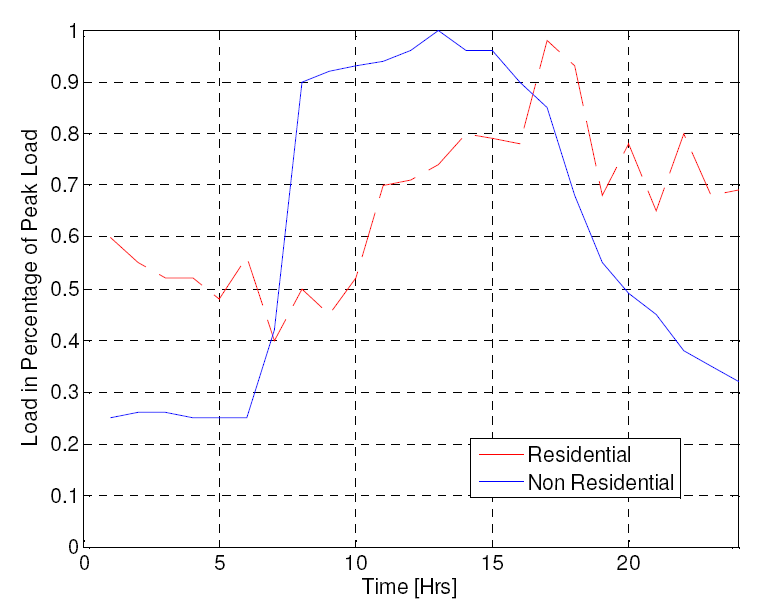 Load in Percentage of Peak Load
1
0.9
0.8
0.7
0.6
0.5
0.4
0.3
0.2
0.1
0
Residential
Non Residential
0 5 10 15 20
Time [Hrs]